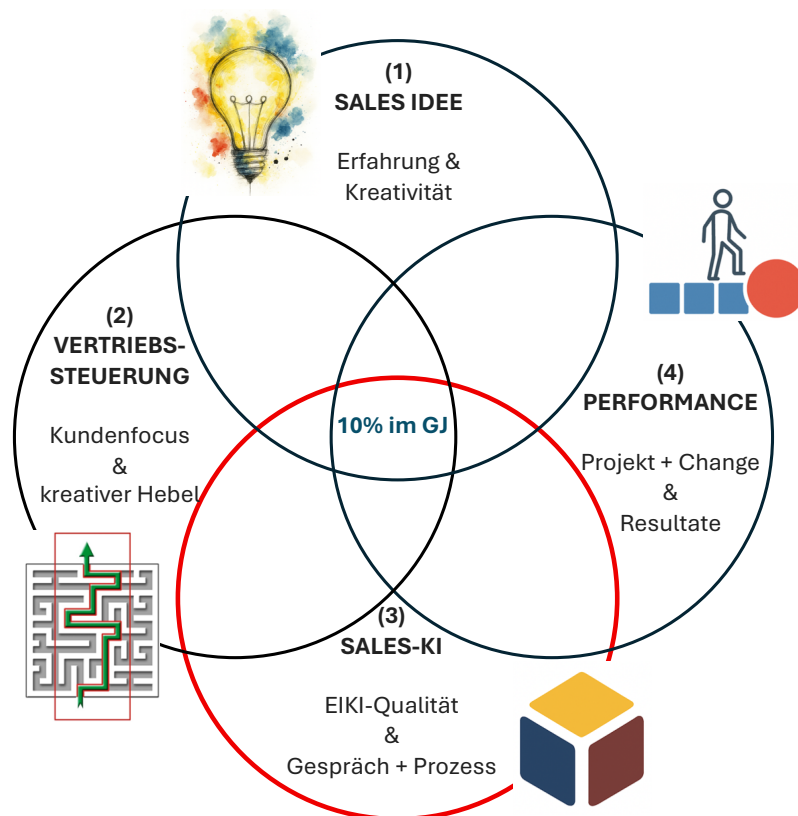 (1)
SALES IDEE
Erfahrung &
Kreativität
(2)
VERTRIEBS-
STEUERUNG
Kundenfocus
&
kreativer Hebel
10% im GJ
(4)
PERFORMANCE
Projekt + Change
&
Resultate
(3)
SALES-KI
EIKI-Qualität
&
Gespräch + Prozess